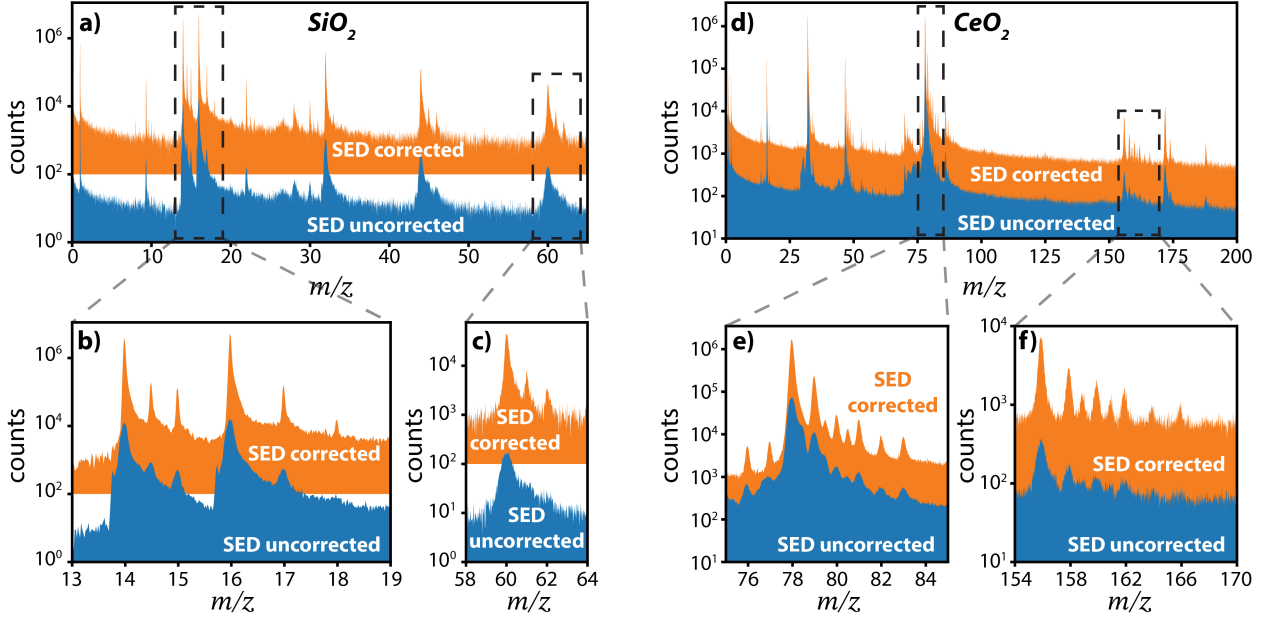 a) SiO2
10^6
10^4
10^2
10^0
counts
SED corrected
SED uncorrected
0 10 20 30 40 50 60
m/z
d) CeO2
10^6
10^5
10^4
10^3
10^2
10^1
counts
SED corrected
SED uncorrected
0 25 50 75 100 125 150 175 200
m/z
b)
10^6
10^4
10^2
10^0
counts
SED corrected
SED uncorrected
13 14 15 16 17 18 19
m/z
c)
10^4
10^3
10^2
10^1
10^0
counts
SED
corrected
SED
uncorrected
58 60 62 64
m/z
e)
10^6
10^5
10^4
10^3
10^2
10^1
counts
SED
corrected
SED uncorrected
76 78 80 82 84
m/z
f)
10^4
10^3
10^2
10^1
counts
SED corrected
SED uncorrected
154 158 162 166 170
m/z